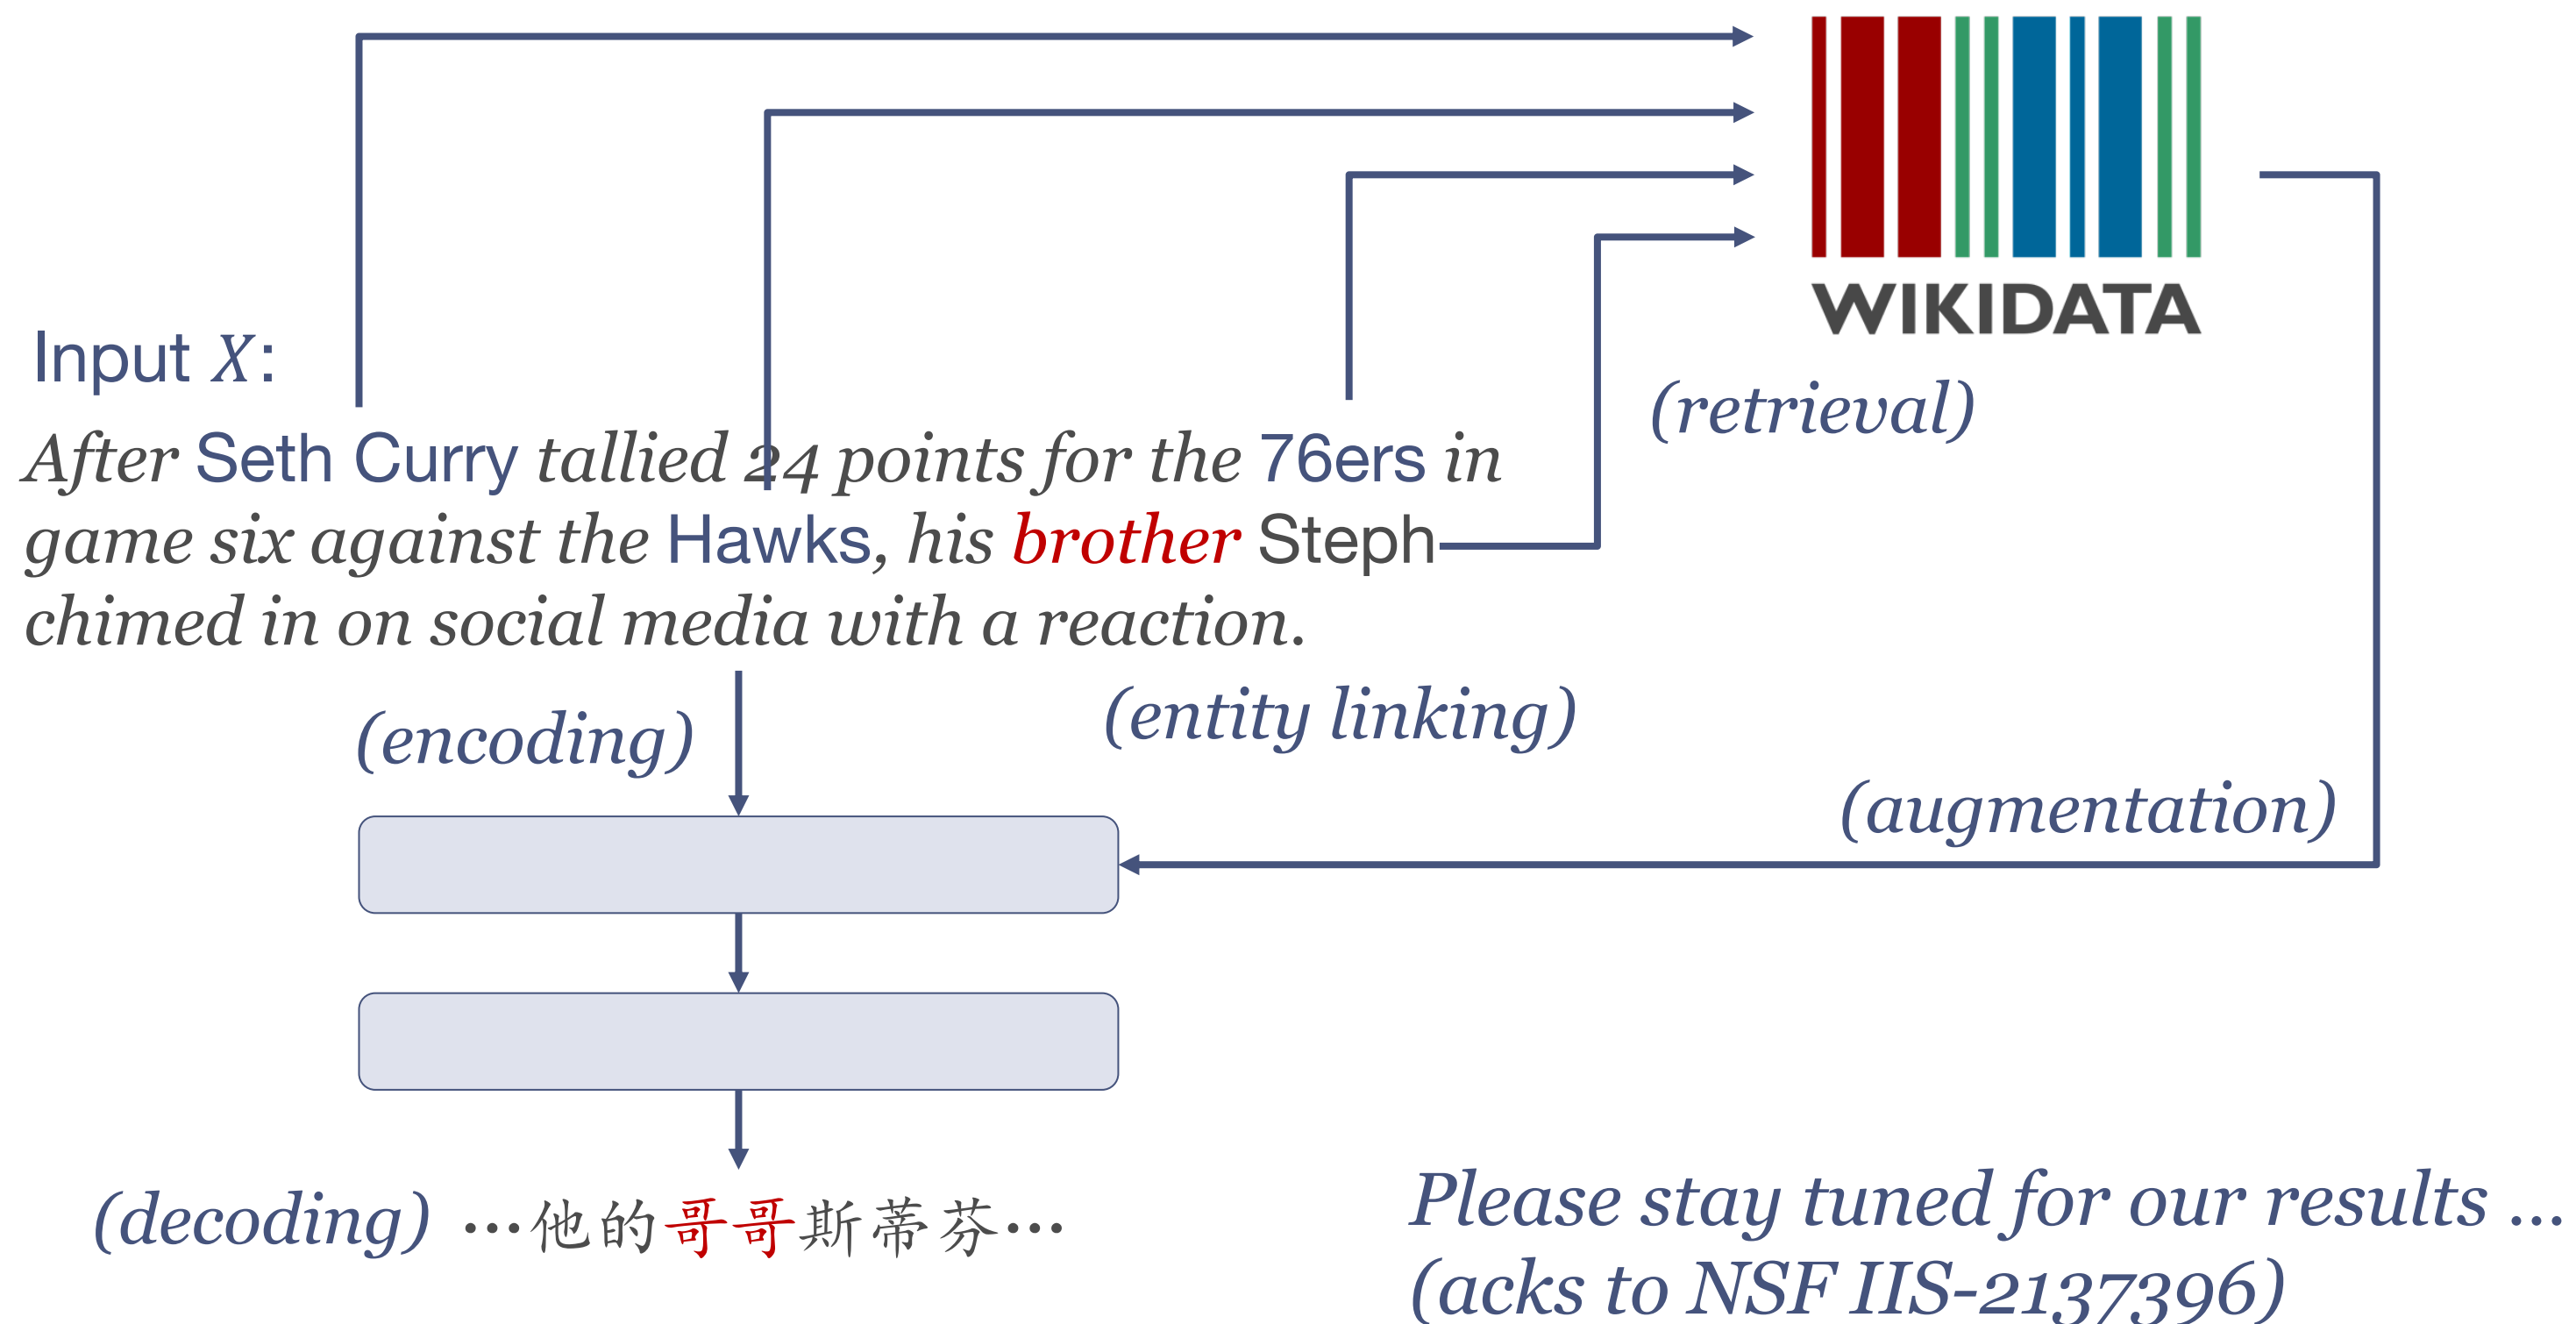 WIKIDATA
Input X:
(retrieval)
After Seth Curry tallied 24 points for the 76ers in
game six against the Hawks, his brother Steph
chimed in on social media with a reaction.
(encoding)
(entity linking)
(augmentation)
(decoding)
…他的哥哥斯蒂芬…
Please stay tuned for our results ...
(acks to NSF IIS-2137396)